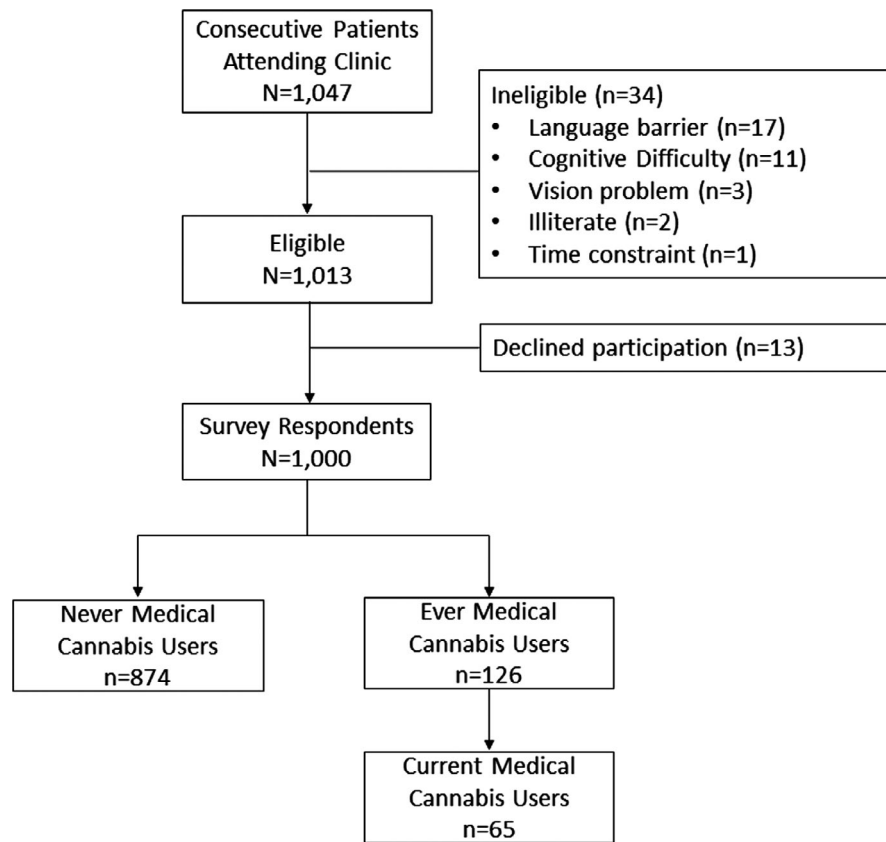 Consecutive Patients
Attending Clinic
N=1,047
Ineligible (n=34)
• Language barrier (n=17)
• Cognitive Difficulty (n=11)
• Vision problem (n=3)
• Illiterate (n=2)
• Time constraint (n=1)
Eligible
N=1,013
Declined participation (n=13)
Survey Respondents
N=1,000
Never Medical
Cannabis Users
n=874
Ever Medical
Cannabis Users
n=126
Current Medical
Cannabis Users
n=65